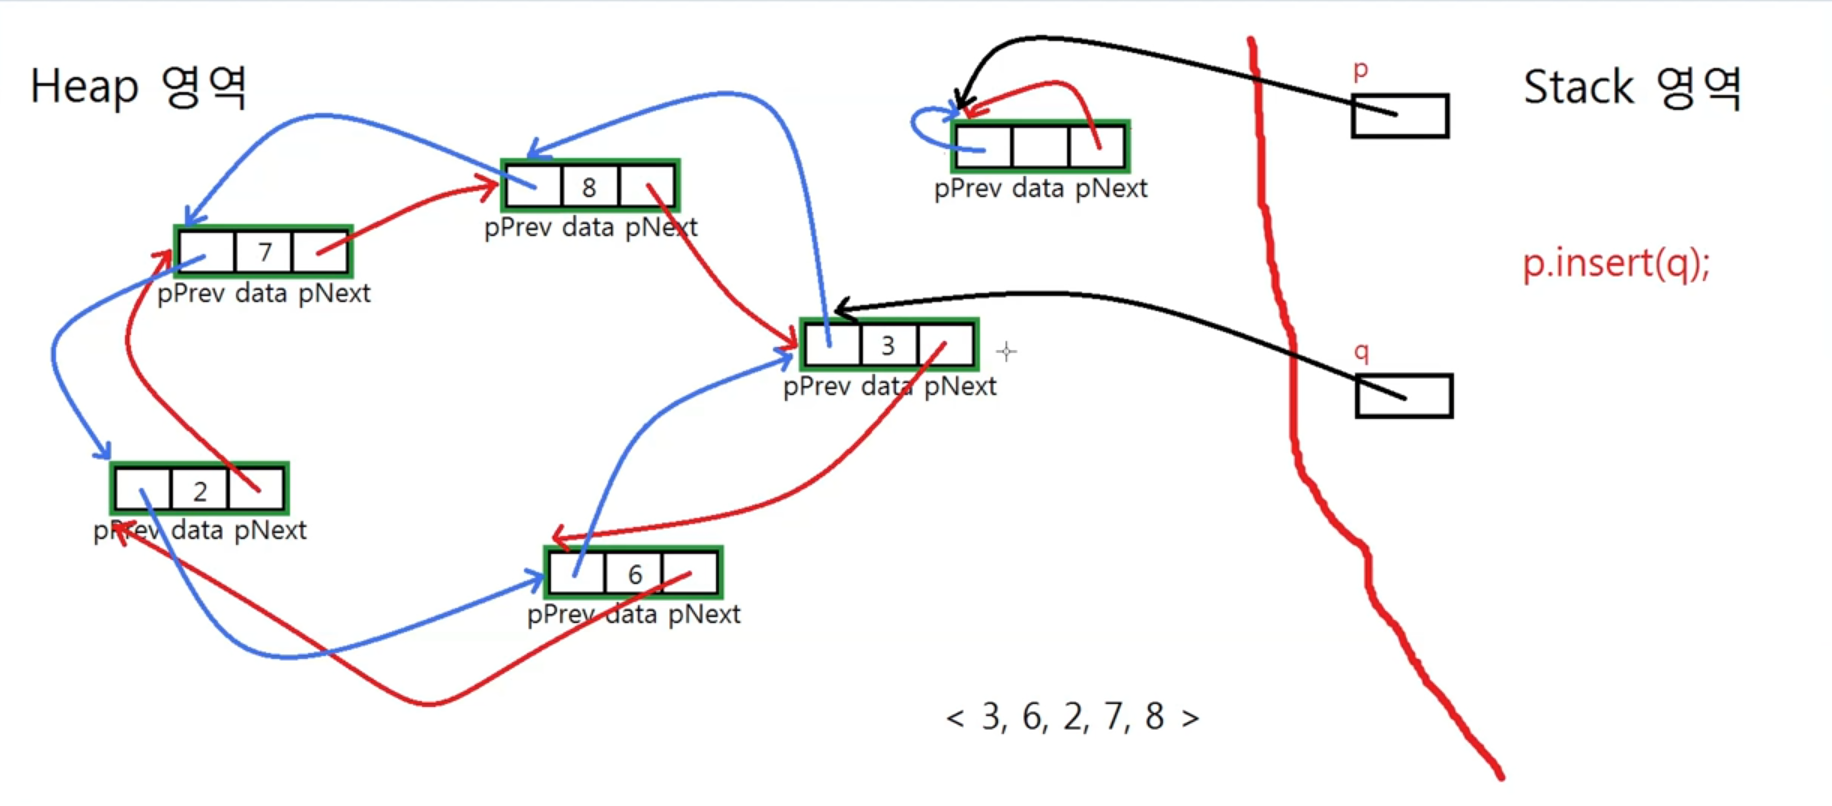 Heap 영역
Stack 영역
p
pPrev data pNext
8
pPrev data pNext
7
pPrev data pNext
p.insert(q);
3
pPrev data pNext
q
2
pPrev data pNext
6
pPrev data pNext
< 3, 6, 2, 7, 8 >